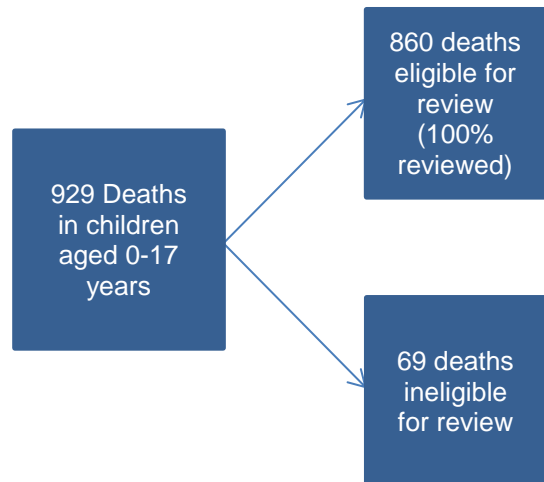 860 deaths
eligible for
review
(100%
reviewed)
929 Deaths
in children
aged 0-17
years
69 deaths
ineligible
for review